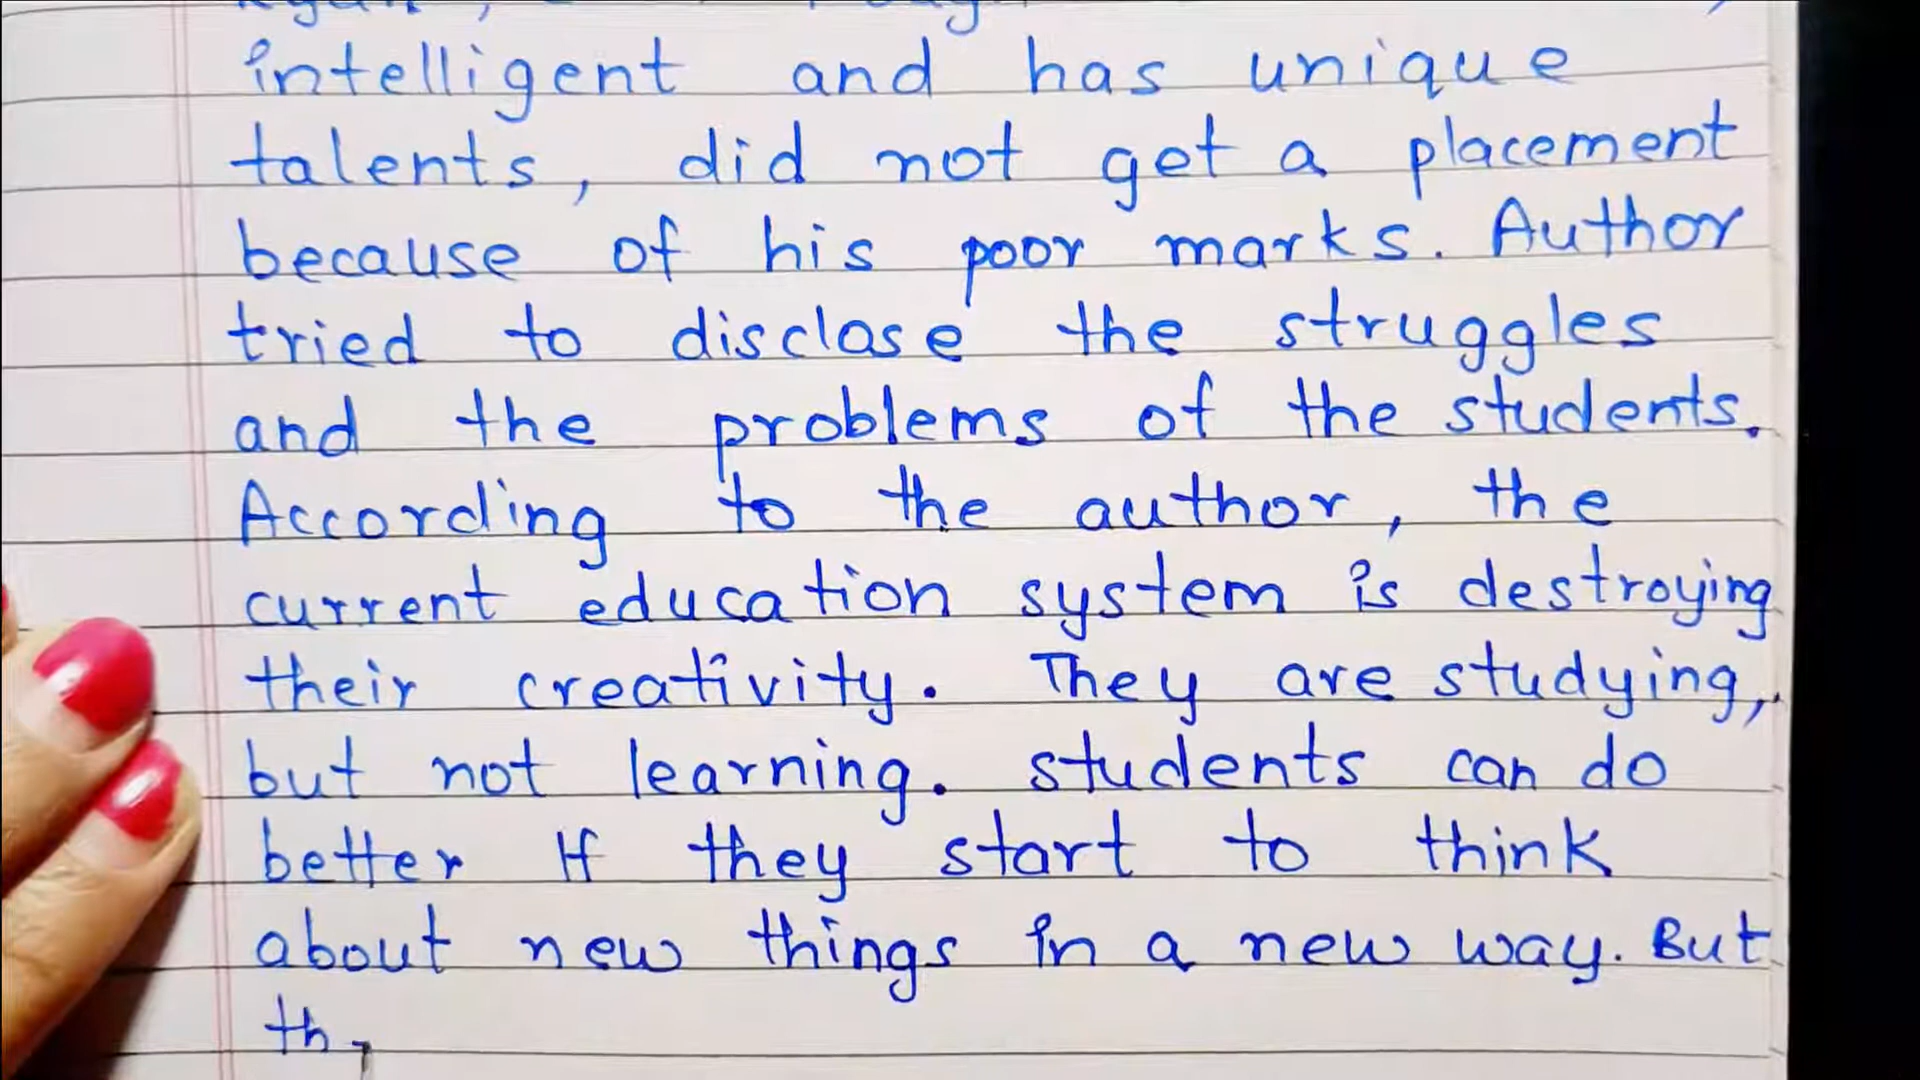 intelligent and has unique
talents, did not get a placement
because of his poor marks. Author
tried to disclose the struggles
and the problems of the students.
According to the author, the
current education system is destroying
their creativity. They are studying,
but not learning. students can do
better If they start to think
about new things in a new way. But
th